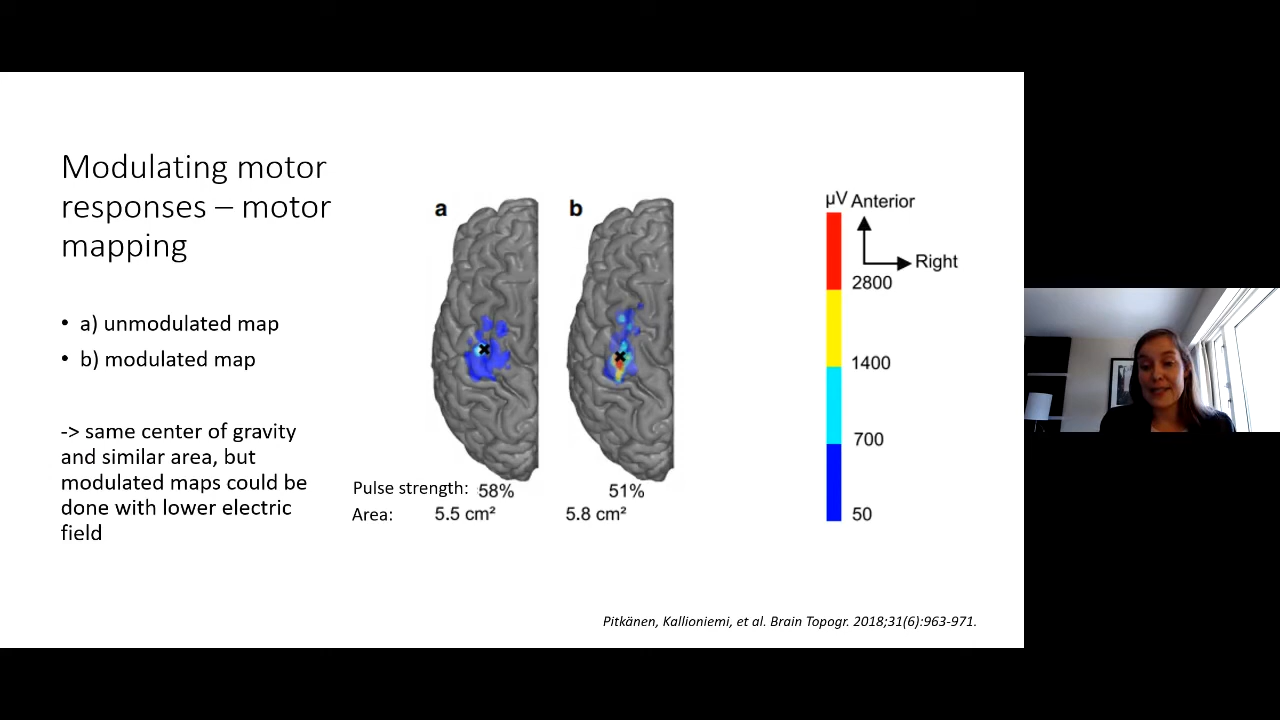 Modulating motor
responses – motor
mapping
• a) unmodulated map
• b) modulated map
-> same center of gravity
and similar area, but
modulated maps could be
done with lower electric
field
a
b
Pulse strength: 58% 51%
Area: 5.5 cm² 5.8 cm²
µV Anterior
Right
2800
1400
700
50
Pitkänen, Kallioniemi, et al. Brain Topogr. 2018;31(6):963-971.